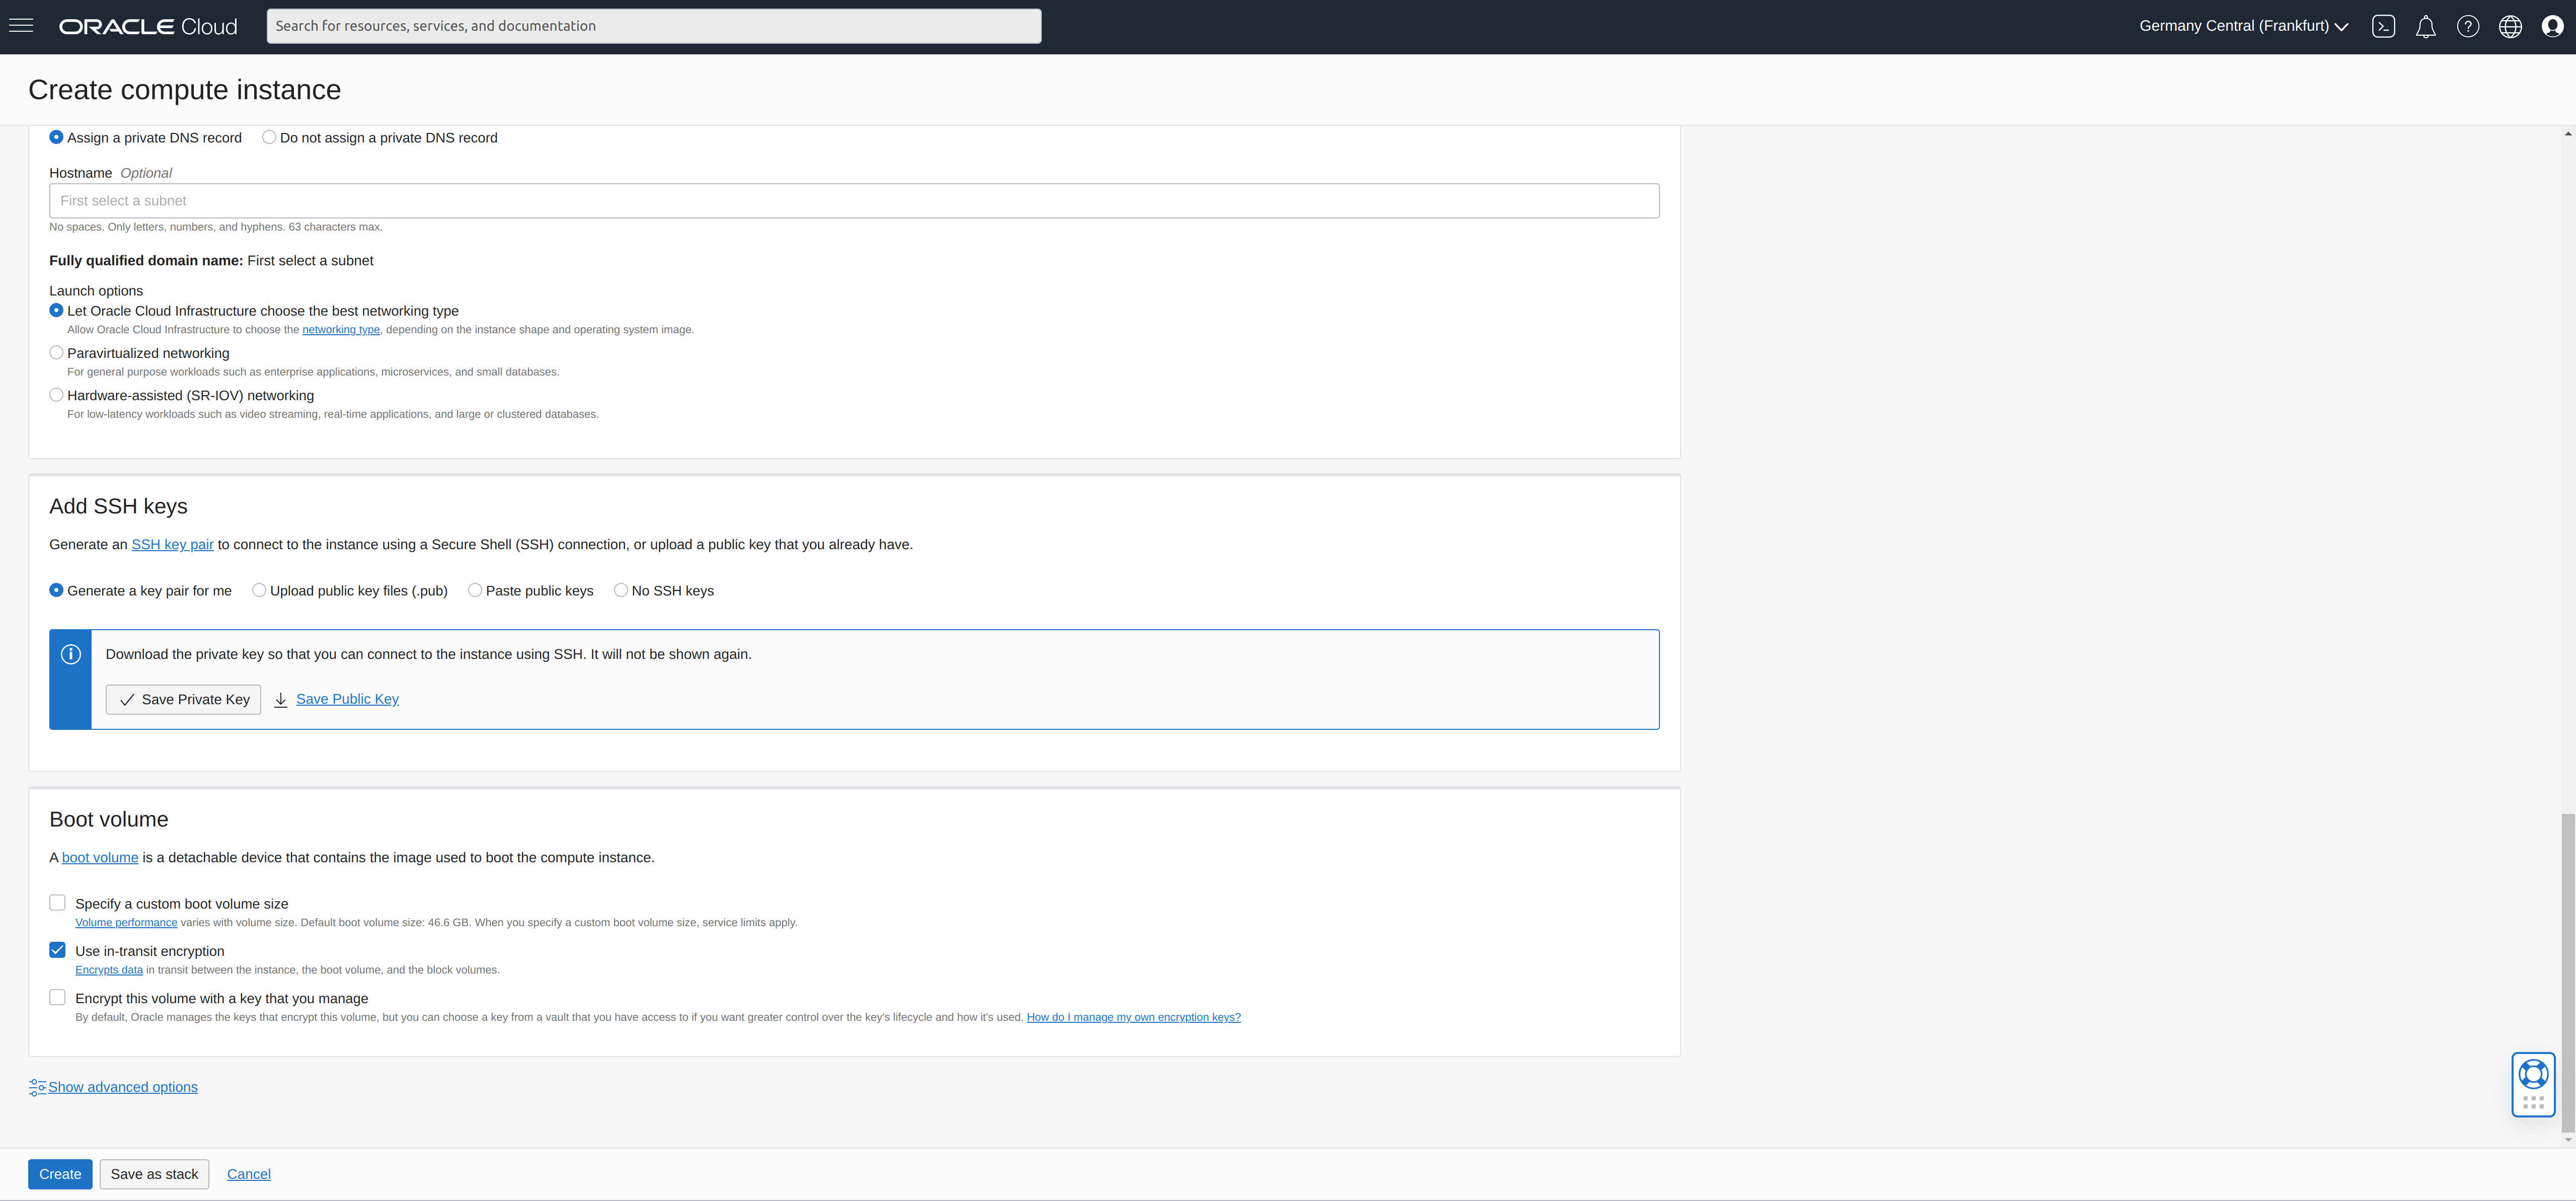 ORACLE Cloud
Search for resources, services, and documentation
Germany Central (Frankfurt)
Create compute instance
Assign a private DNS record Do not assign a private DNS record
Hostname Optional
First select a subnet
No spaces. Only letters, numbers, and hyphens. 63 characters max.
Fully qualified domain name: First select a subnet
Launch options
Let Oracle Cloud Infrastructure choose the best networking type
Allow Oracle Cloud Infrastructure to choose the networking type, depending on the instance shape and operating system image.
Paravirtualized networking
For general purpose workloads such as enterprise applications, microservices, and small databases.
Hardware-assisted (SR-IOV) networking
For low-latency workloads such as video streaming, real-time applications, and large or clustered databases.
Add SSH keys
Generate an SSH key pair to connect to the instance using a Secure Shell (SSH) connection, or upload a public key that you already have.
Generate a key pair for me Upload public key files (.pub) Paste public keys No SSH keys
Download the private key so that you can connect to the instance using SSH. It will not be shown again.
Save Private Key Save Public Key
Boot volume
A boot volume is a detachable device that contains the image used to boot the compute instance.
Specify a custom boot volume size
Volume performance varies with volume size. Default boot volume size: 46.6 GB. When you specify a custom boot volume size, service limits apply.
Use in-transit encryption
Encrypts data in transit between the instance, the boot volume, and the block volumes.
Encrypt this volume with a key that you manage
By default, Oracle manages the keys that encrypt this volume, but you can choose a key from a vault that you have access to if you want greater control over the key's lifecycle and how it's used. How do I manage my own encryption keys?
Show advanced options
Create Save as stack Cancel